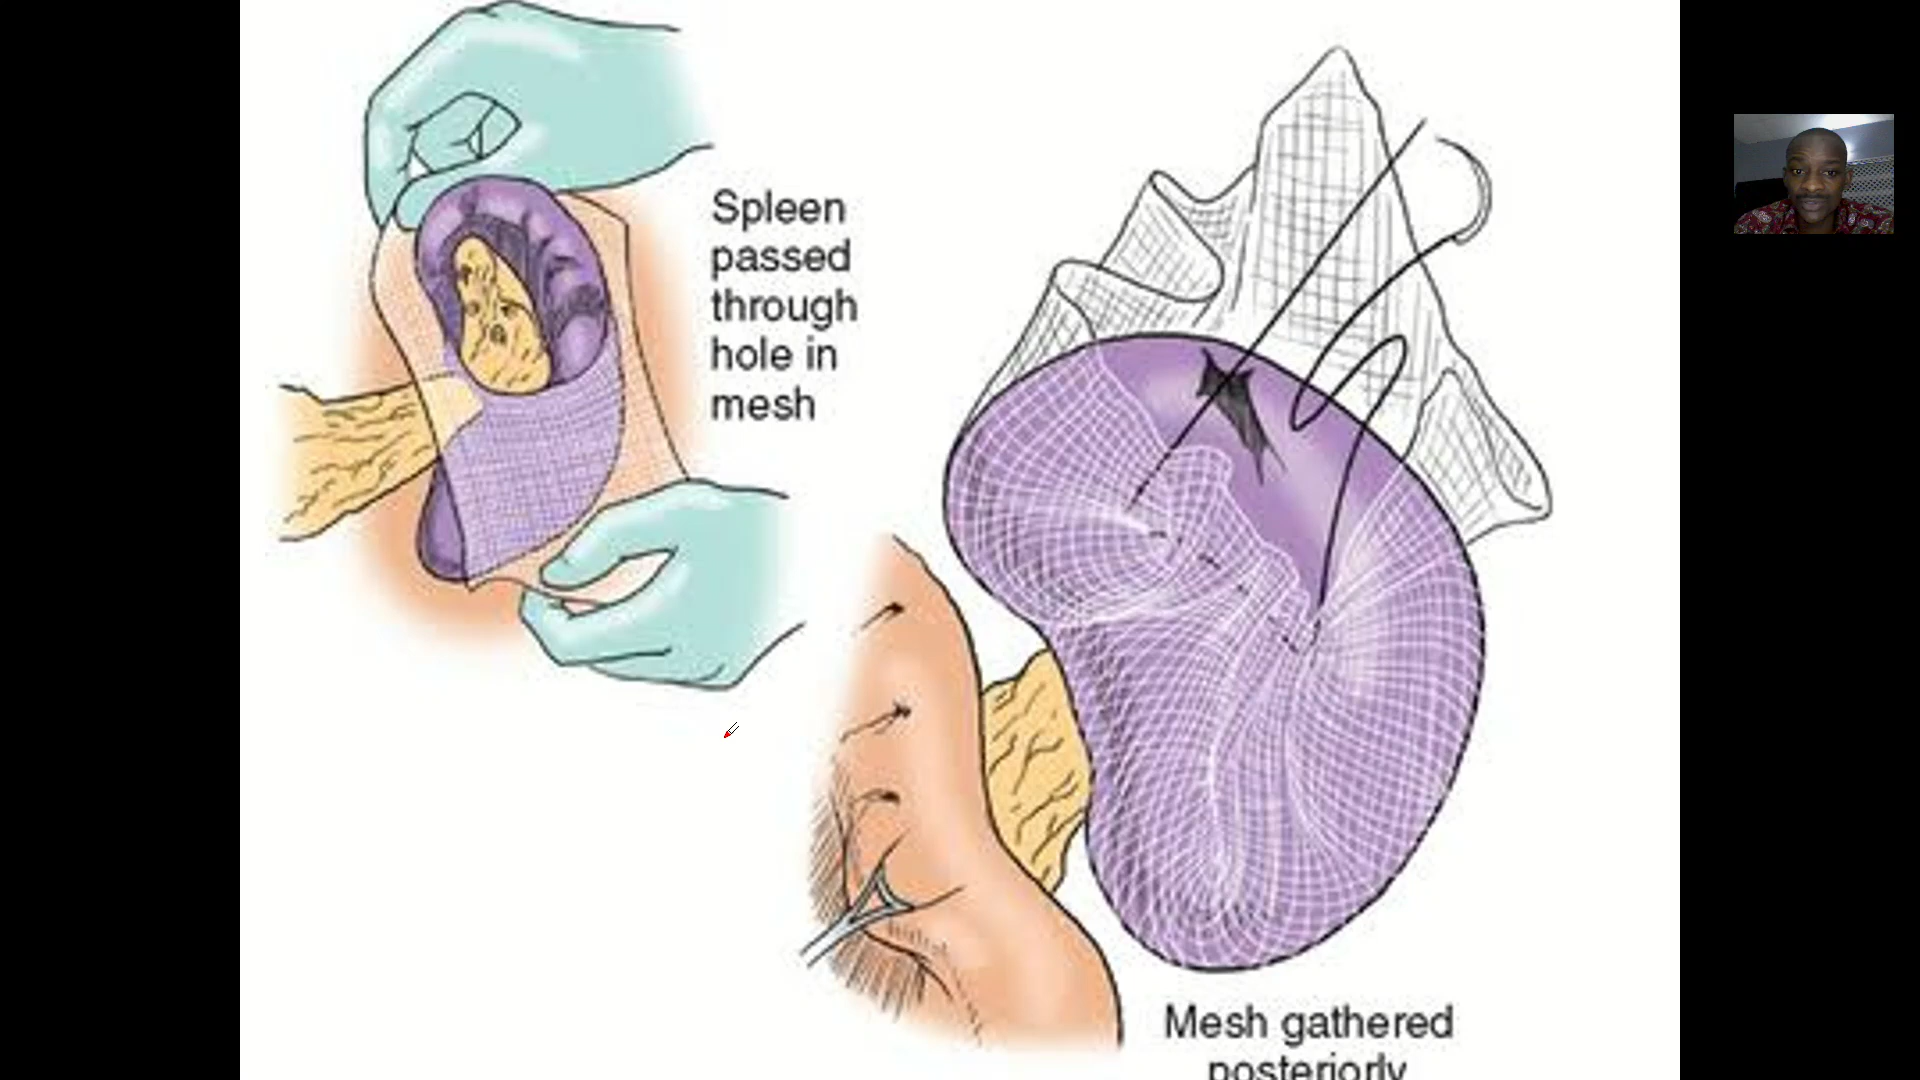 Spleen
passed
through
hole in
mesh
Mesh gathered
posteriorly